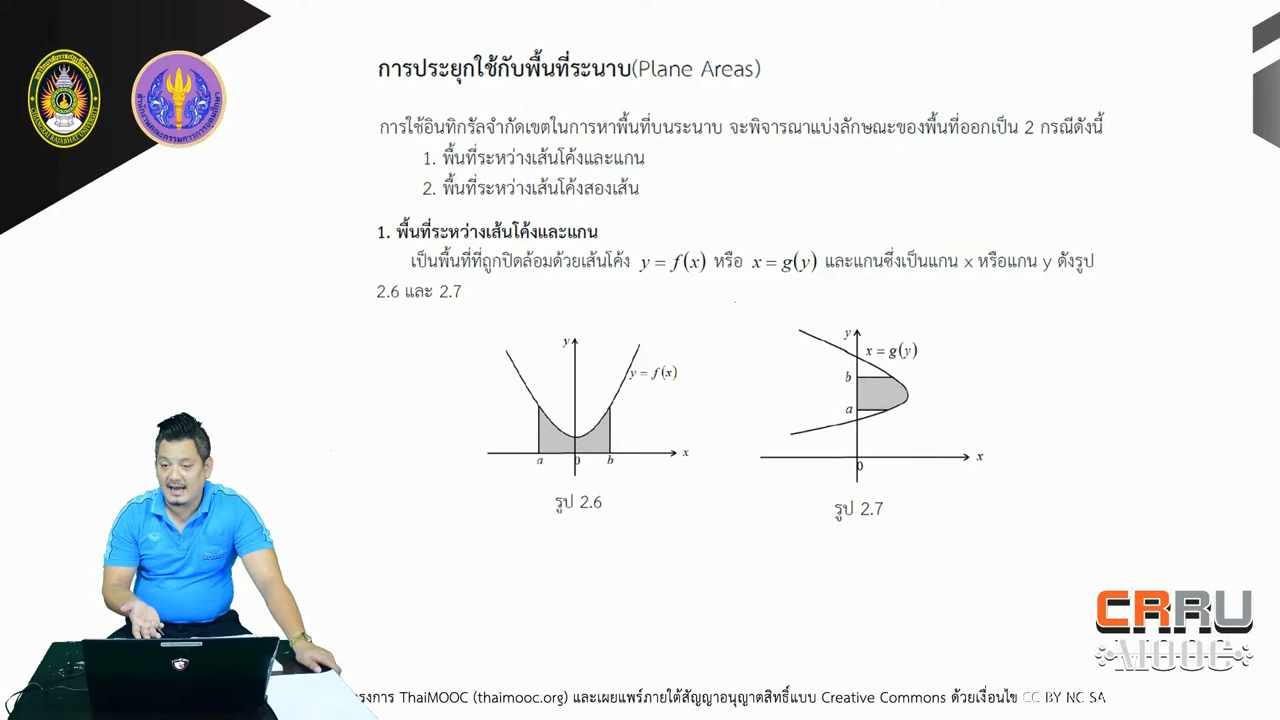 การประยุกใช้กับพื้นที่ระนาบ(Plane Areas)
การใช้อินทิกรัลจำกัดเขตในการหาพื้นที่บนระนาบ จะพิจารณาแบ่งลักษณะของพื้นที่ออกเป็น 2 กรณีดังนี้
1. พื้นที่ระหว่างเส้นโค้งและแกน
2. พื้นที่ระหว่างเส้นโค้งสองเส้น
1. พื้นที่ระหว่างเส้นโค้งและแกน
เป็นพื้นที่ที่ถูกปิดล้อมด้วยเส้นโค้ง y = f(x) หรือ x = g(y) และแกนซึ่งเป็นแกน x หรือแกน y ดังรูป
2.6 และ 2.7
y
y = f(x)
a 0 b x
รูป 2.6
y
x = g(y)
b
a
x
0
รูป 2.7
CRRU
MOOC
ThaiMOOC (thaimooc.org) และเผยแพร่ภายใต้สัญญาอนุญาตสิทธิ์แบบ Creative Commons ด้วยเงื่อนไข CC BY NC SA